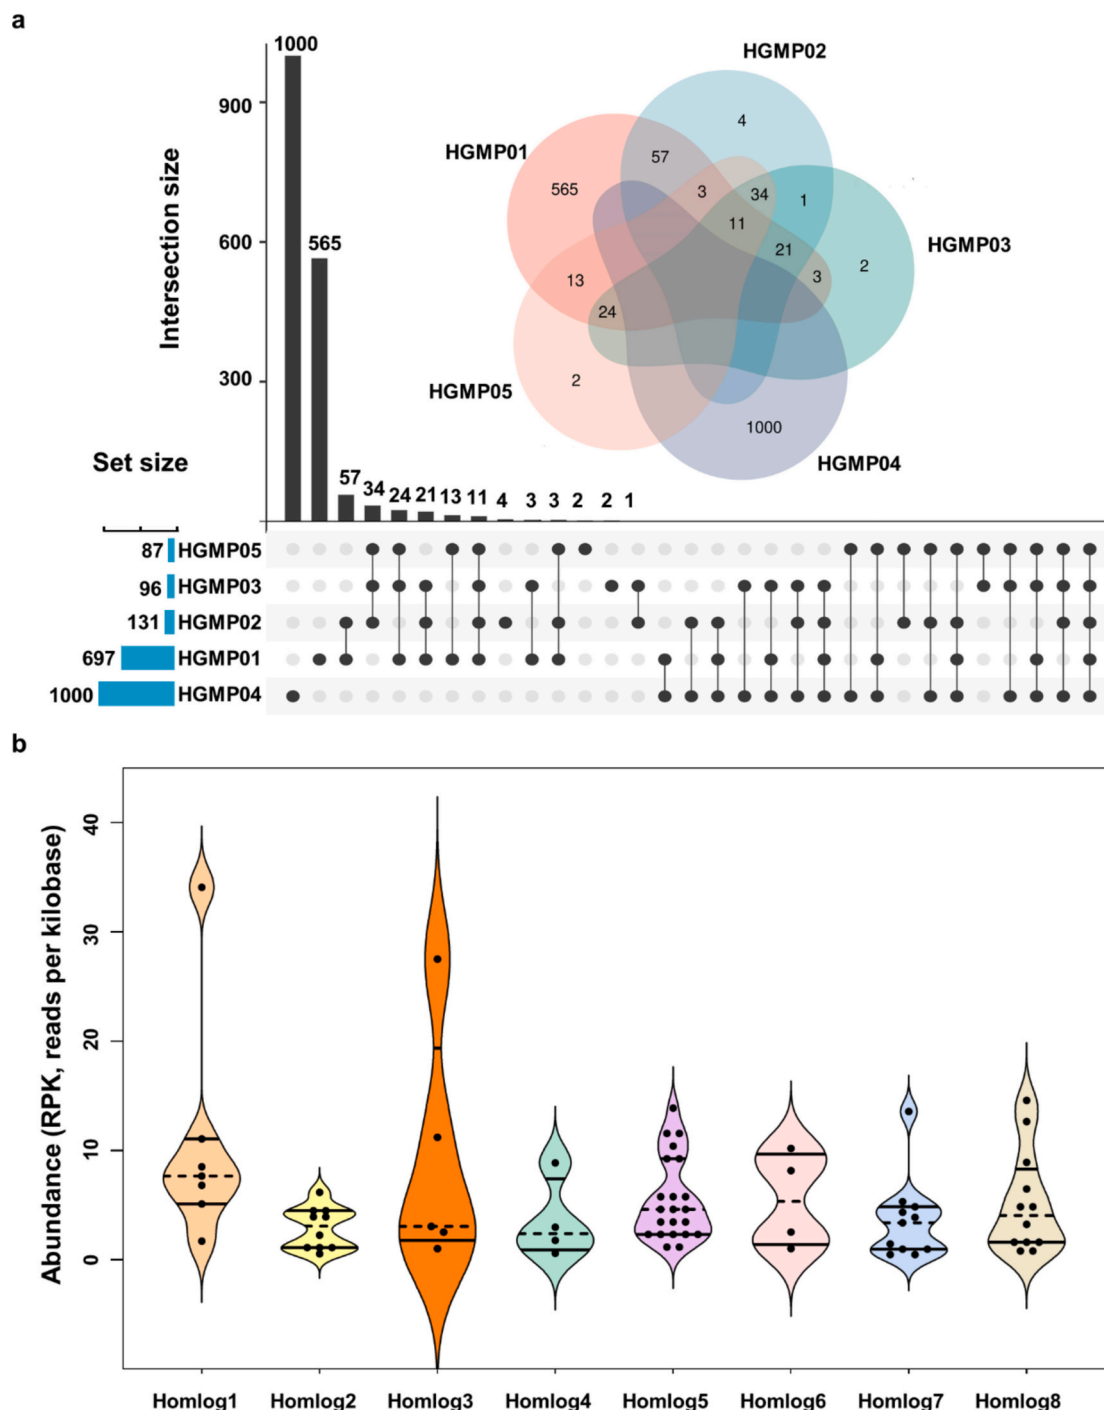 a
1000
HGMP02
900
4
Intersection size
HGMP01
57
565
3
34
1
11
600
565
21
HGMP03
2
3
13
24
300
HGMP05
2
1000
HGMP04
Set size
57
34 24 21 13 11 4 3 3 2 2 1
87 HGMP05
96 HGMP03
131 HGMP02
697 HGMP01
1000 HGMP04
b
Abundance (RPK, reads per kilobase)
40
30
20
10
0
Homlog1 Homlog2 Homlog3 Homlog4 Homlog5 Homlog6 Homlog7 Homlog8